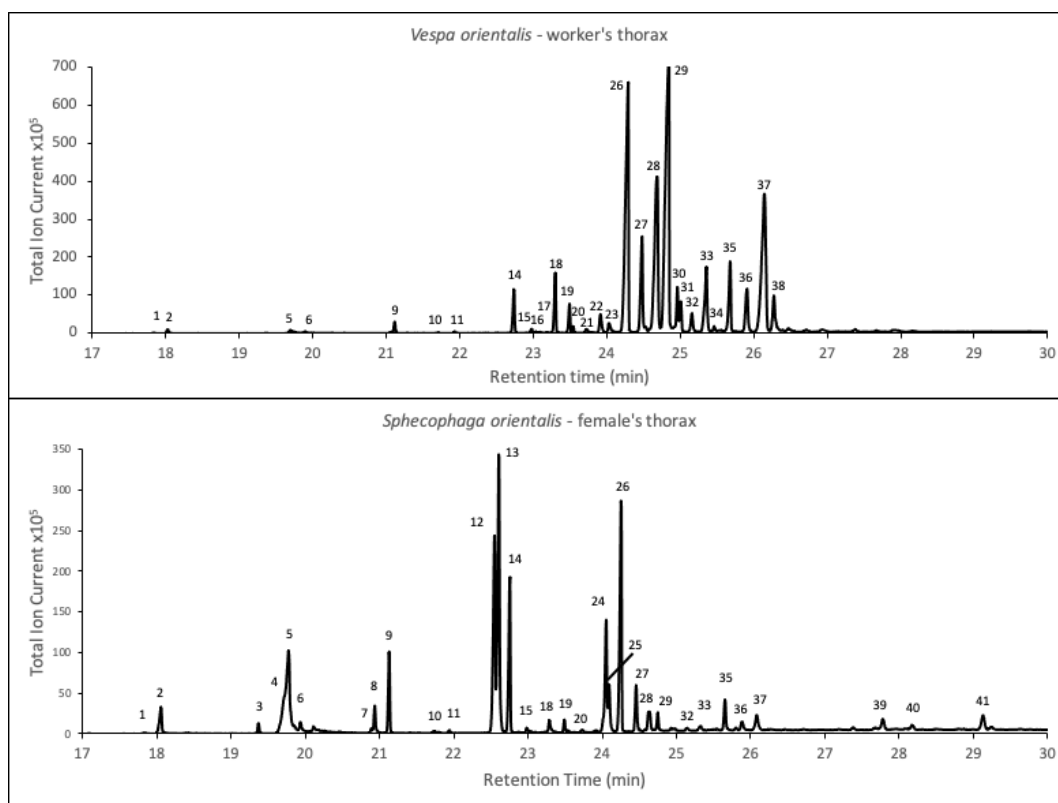 Vespa orientalis - worker's thorax
Total Ion Current x10⁵
700
600
500
400
300
200
100
0
1 2 5 6 9 10 11 14 15 16 17 18 19 20 21 22 23 26 27 28 29 30 31 32 33 34 35 36 37 38
17 18 19 20 21 22 23 24 25 26 27 28 29 30
Retention time (min)
Sphecophaga orientalis - female's thorax
Total Ion Current x10⁵
350
300
250
200
150
100
50
0
1 2 3 4 5 6 7 8 9 10 11 12 13 14 15 18 19 20 24 25 26 27 28 29 32 33 35 36 37 39 40 41
17 18 19 20 21 22 23 24 25 26 27 28 29 30
Retention Time (min)